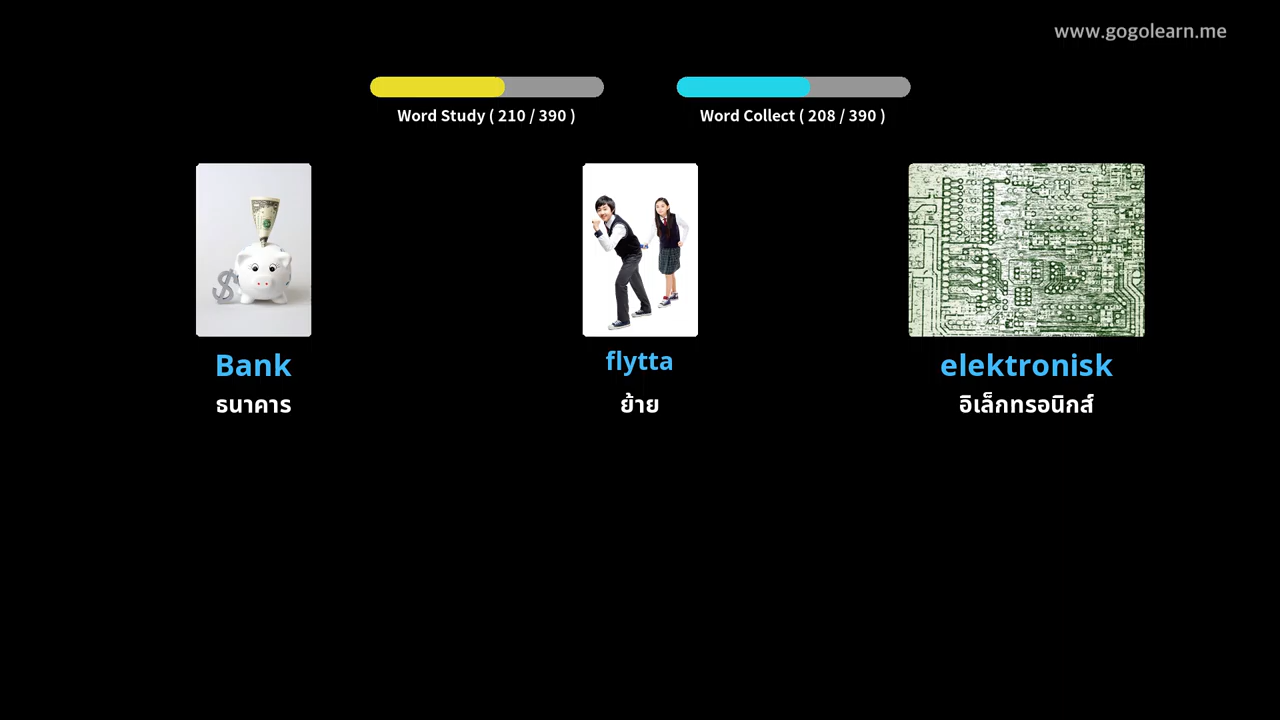 www.gogolearn.me
Word Study ( 210 / 390 )
Word Collect ( 208 / 390 )
Bank
flytta
elektronisk
ธนาคาร
ย้าย
อิเล็กทรอนิกส์